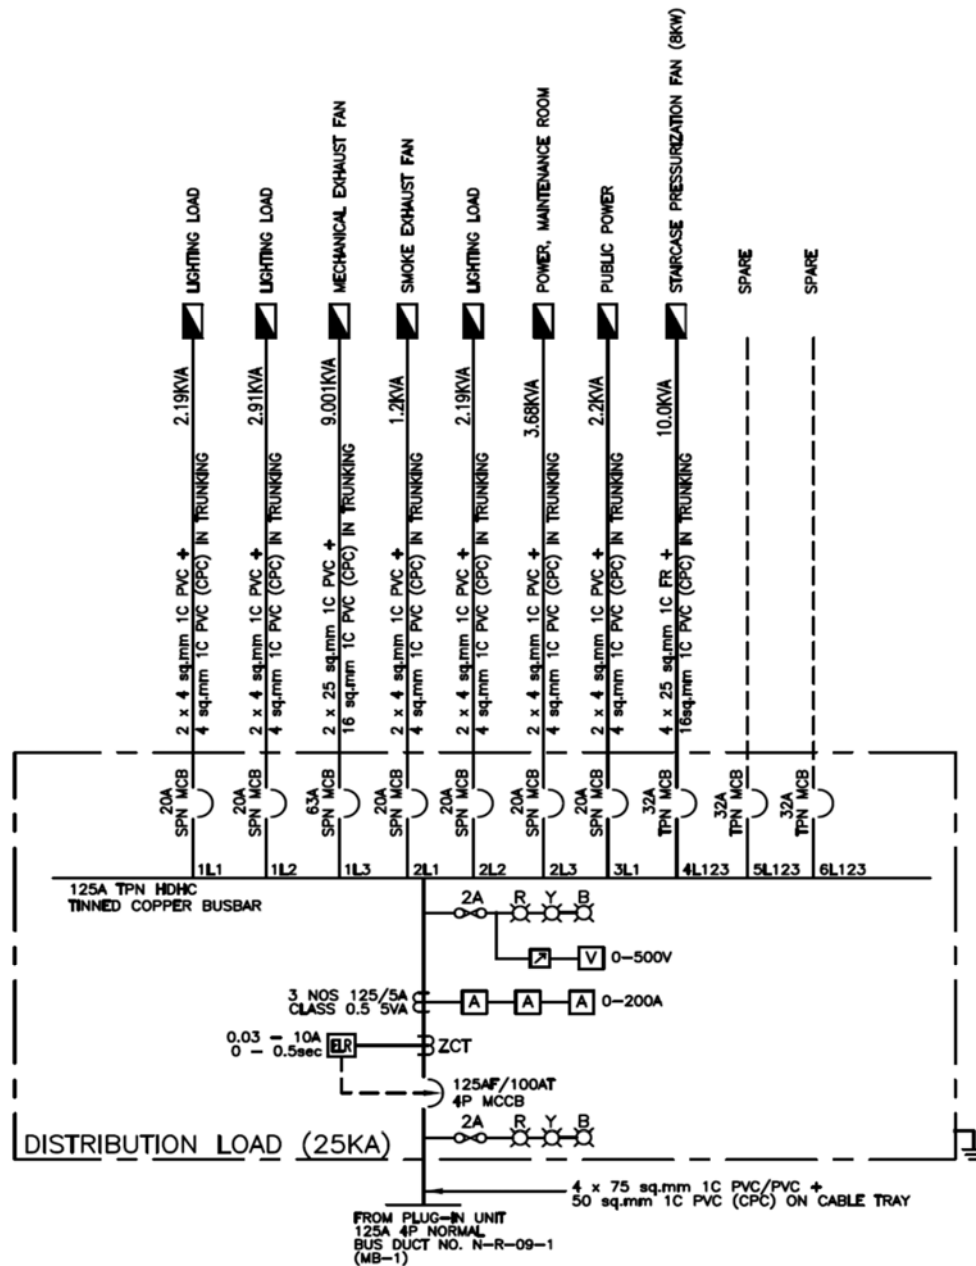 LIGHTING LOAD
LIGHTING LOAD
MECHANICAL EXHAUST FAN
SMOKE EXHAUST FAN
LIGHTING LOAD
POWER, MAINTENANCE ROOM
PUBLIC POWER
STAIRCASE PRESSURIZATION FAN (8KW)
SPARE
SPARE
2.19KVA
2.91KVA
9.001KVA
1.2KVA
2.19KVA
3.68KVA
2.2KVA
10.0KVA
2 x 4 sq.mm 1C PVC +
4 sq.mm 1C PVC (CPC) IN TRUNKING
2 x 4 sq.mm 1C PVC +
4 sq.mm 1C PVC (CPC) IN TRUNKING
2 x 25 sq.mm 1C PVC +
16 sq.mm 1C PVC (CPC) IN TRUNKING
2 x 4 sq.mm 1C PVC +
4 sq.mm 1C PVC (CPC) IN TRUNKING
2 x 4 sq.mm 1C PVC +
4 sq.mm 1C PVC (CPC) IN TRUNKING
2 x 4 sq.mm 1C PVC +
4 sq.mm 1C PVC (CPC) IN TRUNKING
2 x 4 sq.mm 1C PVC +
4 sq.mm 1C PVC (CPC) IN TRUNKING
4 x 25 sq.mm 1C FR +
16sq.mm 1C PVC (CPC) IN TRUNKING
20A
SPN MCB
20A
SPN MCB
63A
SPN MCB
20A
SPN MCB
20A
SPN MCB
20A
SPN MCB
20A
SPN MCB
32A
TPN MCB
32A
TPN MCB
32A
TPN MCB
1L1
1L2
1L3
2L1
2L2
2L3
3L1
4L123
5L123
6L123
125A TPN HDHC
TINNED COPPER BUSBAR
2A
R Y B
V 0-500V
3 NOS 125/5A
CLASS 0.5 5VA
A A A 0-200A
0.03 - 10A
0 - 0.5sec
ELR
ZCT
125AF/100AT
4P MCCB
2A
R Y B
DISTRIBUTION LOAD (25KA)
4 x 75 sq.mm 1C PVC/PVC +
50 sq.mm 1C PVC (CPC) ON CABLE TRAY
FROM PLUG-IN UNIT
125A 4P NORMAL
BUS DUCT NO. N-R-09-1
(MB-1)